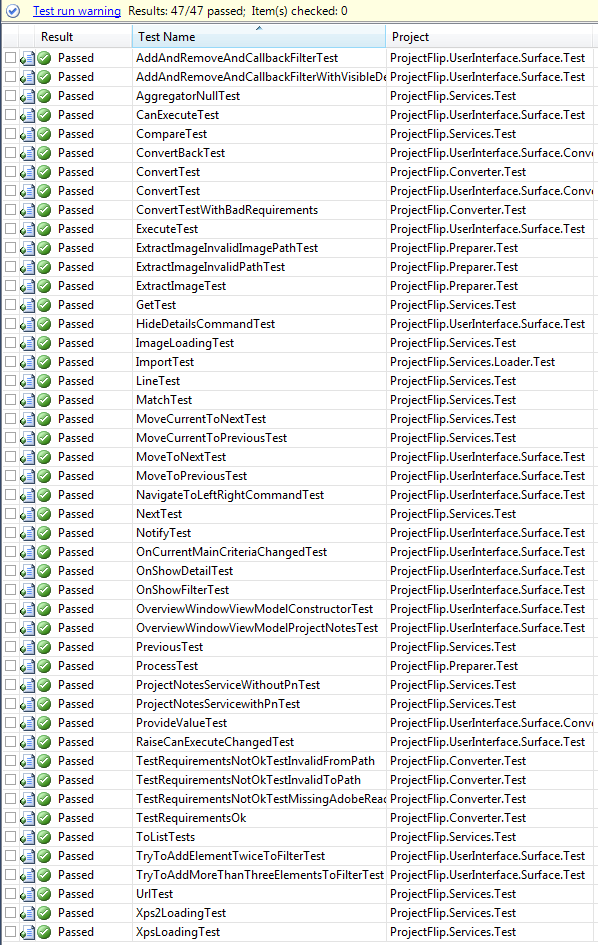 Test run warning Results: 47/47 passed; Item(s) checked: 0
Result Test Name Project
Passed AddAndRemoveAndCallbackFilterTest ProjectFlip.UserInterface.Surface.Test
Passed AddAndRemoveAndCallbackFilterWithVisibleDe ProjectFlip.UserInterface.Surface.Test
Passed AggregatorNullTest ProjectFlip.Services.Test
Passed CanExecuteTest ProjectFlip.UserInterface.Surface.Test
Passed CompareTest ProjectFlip.Services.Test
Passed ConvertBackTest ProjectFlip.UserInterface.Surface.Conve
Passed ConvertTest ProjectFlip.Converter.Test
Passed ConvertTest ProjectFlip.UserInterface.Surface.Conve
Passed ConvertTestWithBadRequirements ProjectFlip.Converter.Test
Passed ExecuteTest ProjectFlip.UserInterface.Surface.Test
Passed ExtractImageInvalidImagePathTest ProjectFlip.Preparer.Test
Passed ExtractImageInvalidPathTest ProjectFlip.Preparer.Test
Passed ExtractImageTest ProjectFlip.Preparer.Test
Passed GetTest ProjectFlip.Services.Test
Passed HideDetailsCommandTest ProjectFlip.UserInterface.Surface.Test
Passed ImageLoadingTest ProjectFlip.Services.Test
Passed ImportTest ProjectFlip.Services.Loader.Test
Passed LineTest ProjectFlip.Services.Test
Passed MatchTest ProjectFlip.Services.Test
Passed MoveCurrentToNextTest ProjectFlip.Services.Test
Passed MoveCurrentToPreviousTest ProjectFlip.Services.Test
Passed MoveToNextTest ProjectFlip.UserInterface.Surface.Test
Passed MoveToPreviousTest ProjectFlip.UserInterface.Surface.Test
Passed NavigateToLeftRightCommandTest ProjectFlip.UserInterface.Surface.Test
Passed NextTest ProjectFlip.Services.Test
Passed NotifyTest ProjectFlip.UserInterface.Surface.Test
Passed OnCurrentMainCriteriaChangedTest ProjectFlip.UserInterface.Surface.Test
Passed OnShowDetailTest ProjectFlip.UserInterface.Surface.Test
Passed OnShowFilterTest ProjectFlip.UserInterface.Surface.Test
Passed OverviewWindowViewModelConstructorTest ProjectFlip.UserInterface.Surface.Test
Passed OverviewWindowViewModelProjectNotesTest ProjectFlip.UserInterface.Surface.Test
Passed PreviousTest ProjectFlip.Services.Test
Passed ProcessTest ProjectFlip.Preparer.Test
Passed ProjectNotesServiceWithoutPnTest ProjectFlip.Services.Test
Passed ProjectNotesServicewithPnTest ProjectFlip.Services.Test
Passed ProvideValueTest ProjectFlip.UserInterface.Surface.Conve
Passed RaiseCanExecuteChangedTest ProjectFlip.UserInterface.Surface.Test
Passed TestRequirementsNotOkTestInvalidFromPath ProjectFlip.Converter.Test
Passed TestRequirementsNotOkTestInvalidToPath ProjectFlip.Converter.Test
Passed TestRequirementsNotOkTestMissingAdobeReac ProjectFlip.Converter.Test
Passed TestRequirementsOk ProjectFlip.Converter.Test
Passed ToListTests ProjectFlip.Services.Test
Passed TryToAddElementTwiceToFilterTest ProjectFlip.UserInterface.Surface.Test
Passed TryToAddMoreThanThreeElementsToFilterTest ProjectFlip.UserInterface.Surface.Test
Passed UrlTest ProjectFlip.Services.Test
Passed Xps2LoadingTest ProjectFlip.Services.Test
Passed XpsLoadingTest ProjectFlip.Services.Test